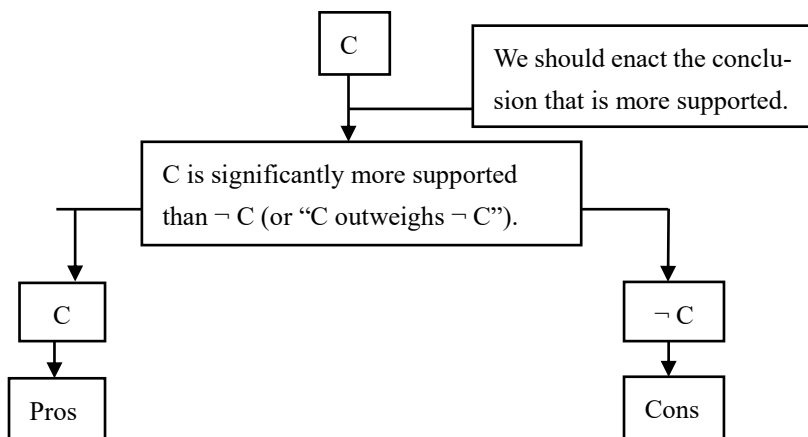 C
We should enact the conclu-
sion that is more supported.
C is significantly more supported
than ¬ C (or “C outweighs ¬ C”).
C
¬ C
Pros
Cons